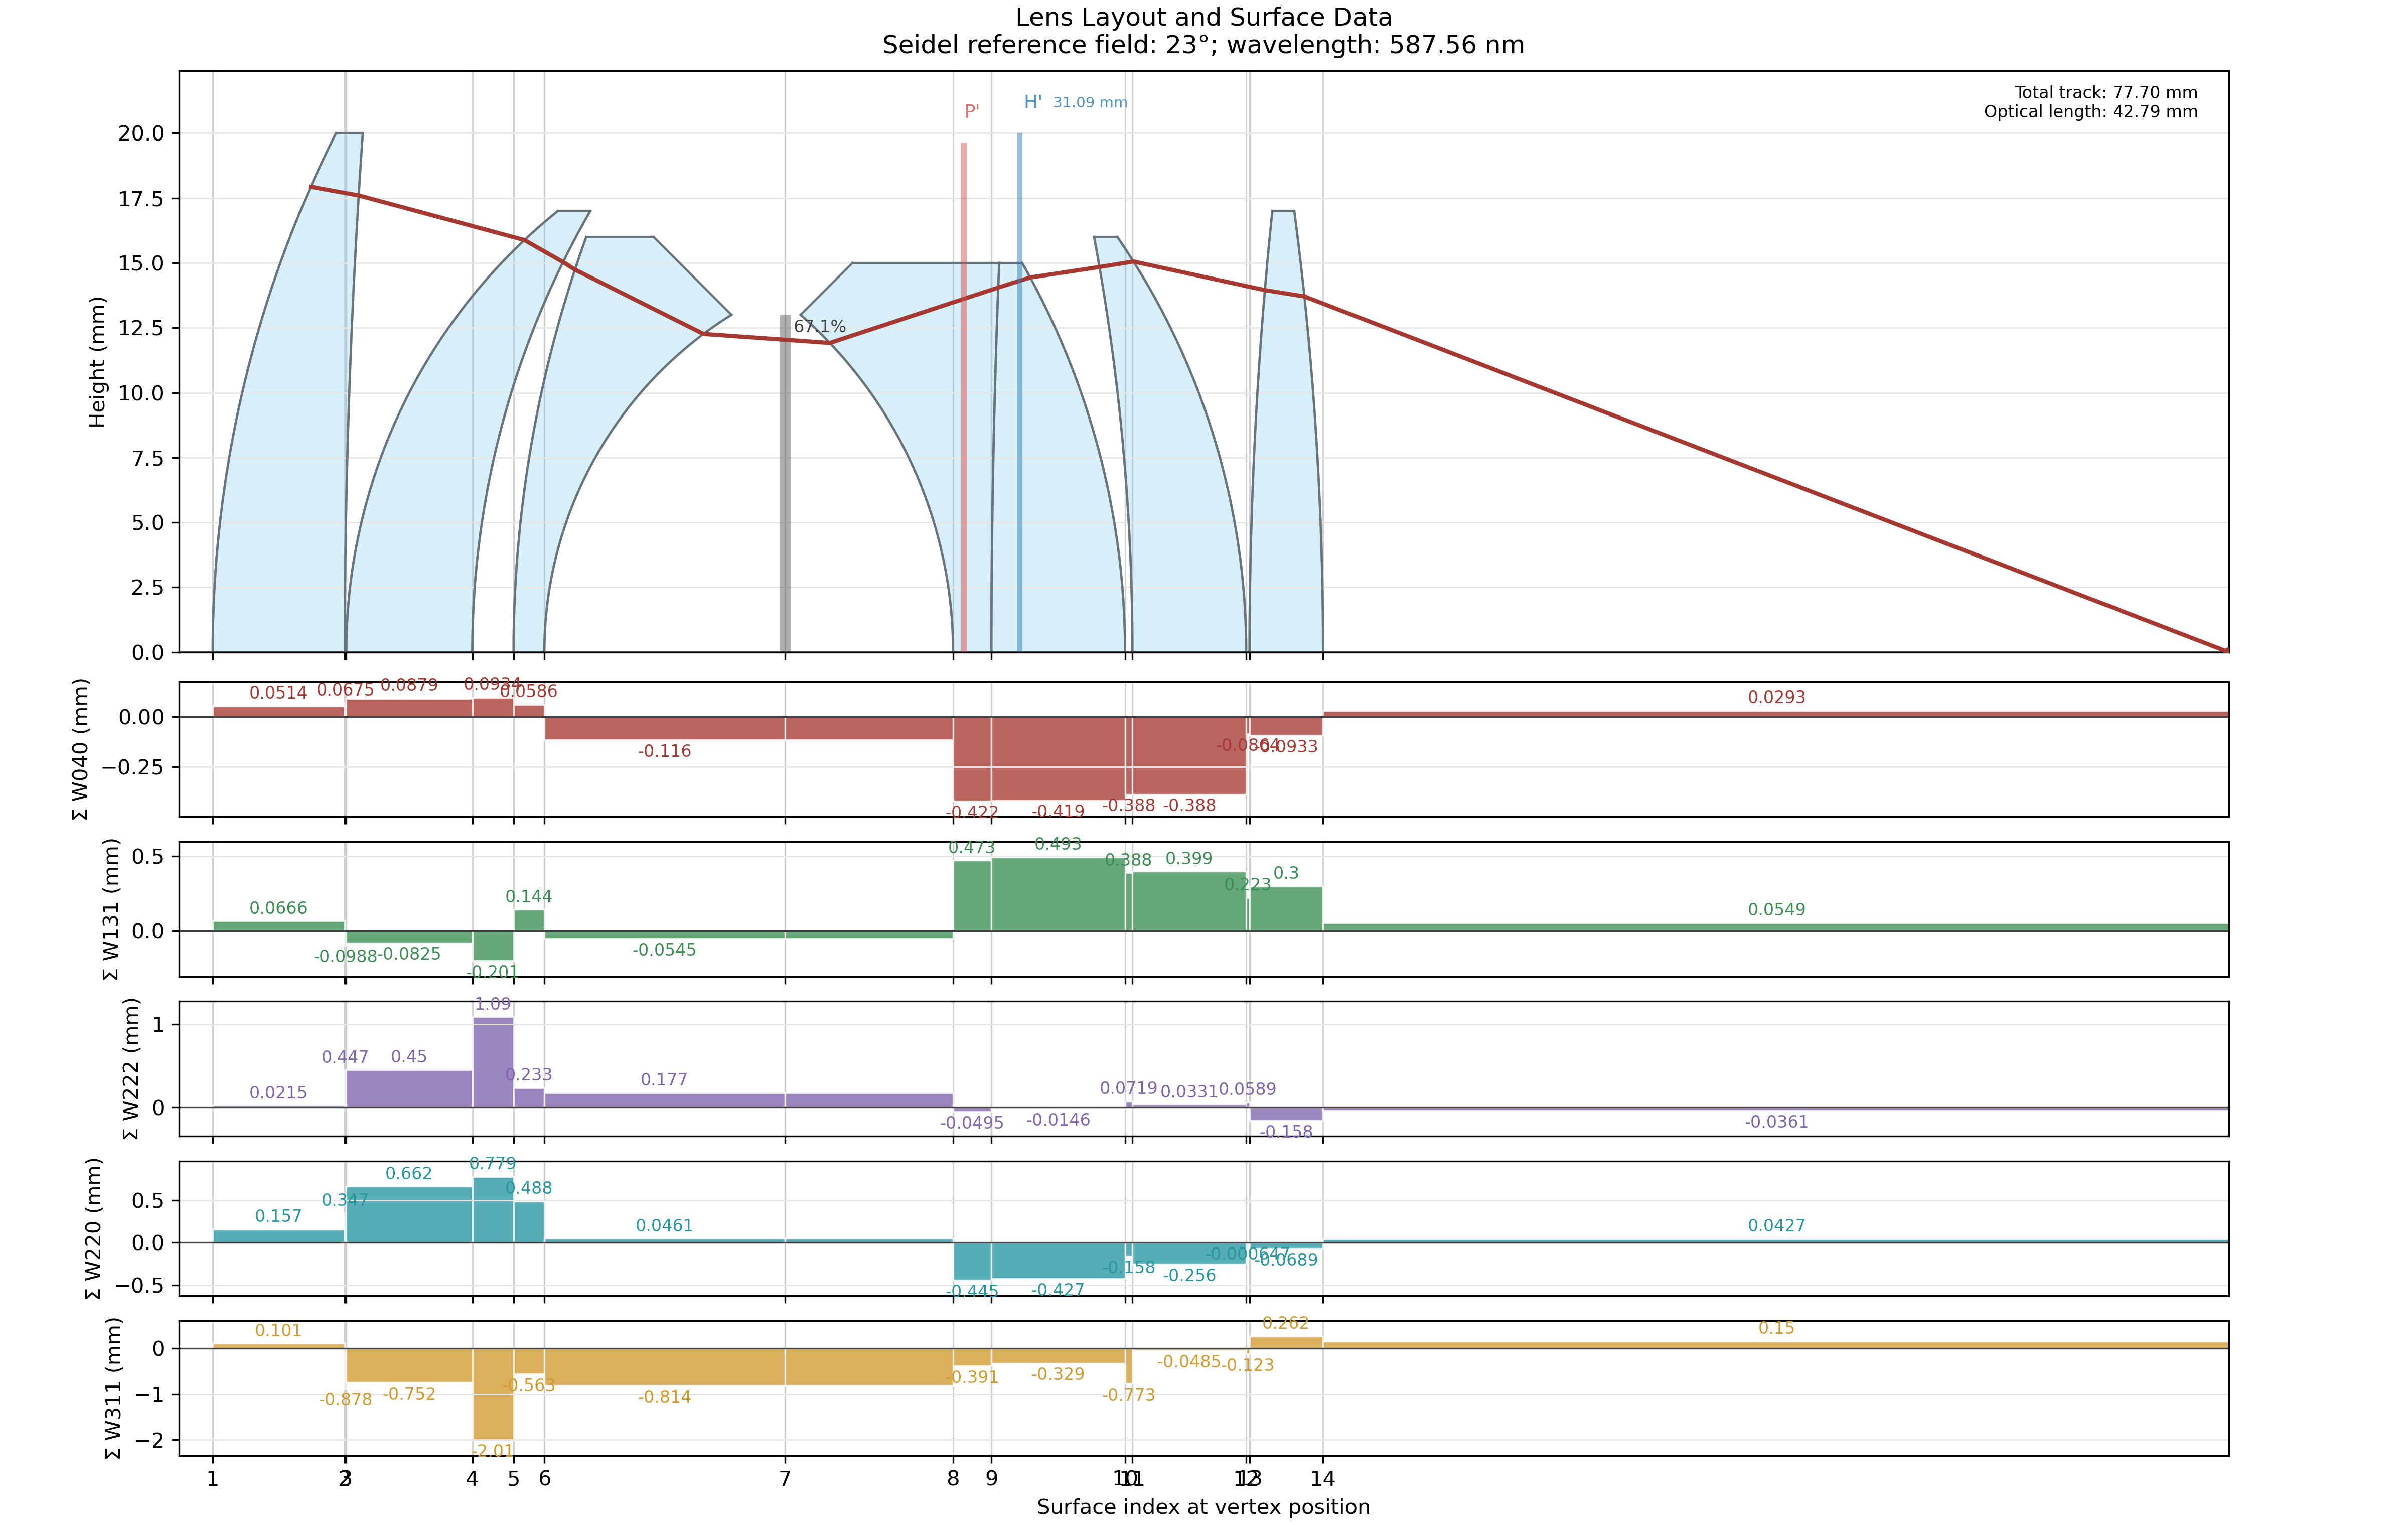 Lens Layout and Surface Data
Seidel reference field: 23°; wavelength: 587.56 nm
Total track: 77.70 mm
Optical length: 42.79 mm
P'
H' 31.09 mm
67.1%
Height (mm)
20.0
17.5
15.0
12.5
10.0
7.5
5.0
2.5
0.0
Σ W040 (mm)
0.00
−0.25
0.0514 0.0675 0.0879 0.0934 0.0586
-0.116
-0.422 -0.419 -0.388 -0.388 -0.0864 -0.0933
0.0293
Σ W131 (mm)
0.5
0.0
0.0666 -0.0988 -0.0825 -0.201 0.144
-0.0545
0.473 0.493 0.388 0.399 0.223 0.3
0.0549
Σ W222 (mm)
1
0
0.0215 0.447 0.45 1.09 0.233
0.177
-0.0495 -0.0146 0.0719 0.0331 0.0589 -0.158
-0.0361
Σ W220 (mm)
0.5
0.0
−0.5
0.157 0.347 0.662 0.779 0.488
0.0461
-0.445 -0.427 -0.158 -0.256 -0.000647 -0.0689
0.0427
Σ W311 (mm)
0
−1
−2
0.101 -0.878 -0.752 -2.01 -0.563
-0.814
-0.391 -0.329 -0.773 -0.0485 -0.123 0.262
0.15
1 2 3 4 5 6 7 8 9 10 11 12 13 14
Surface index at vertex position